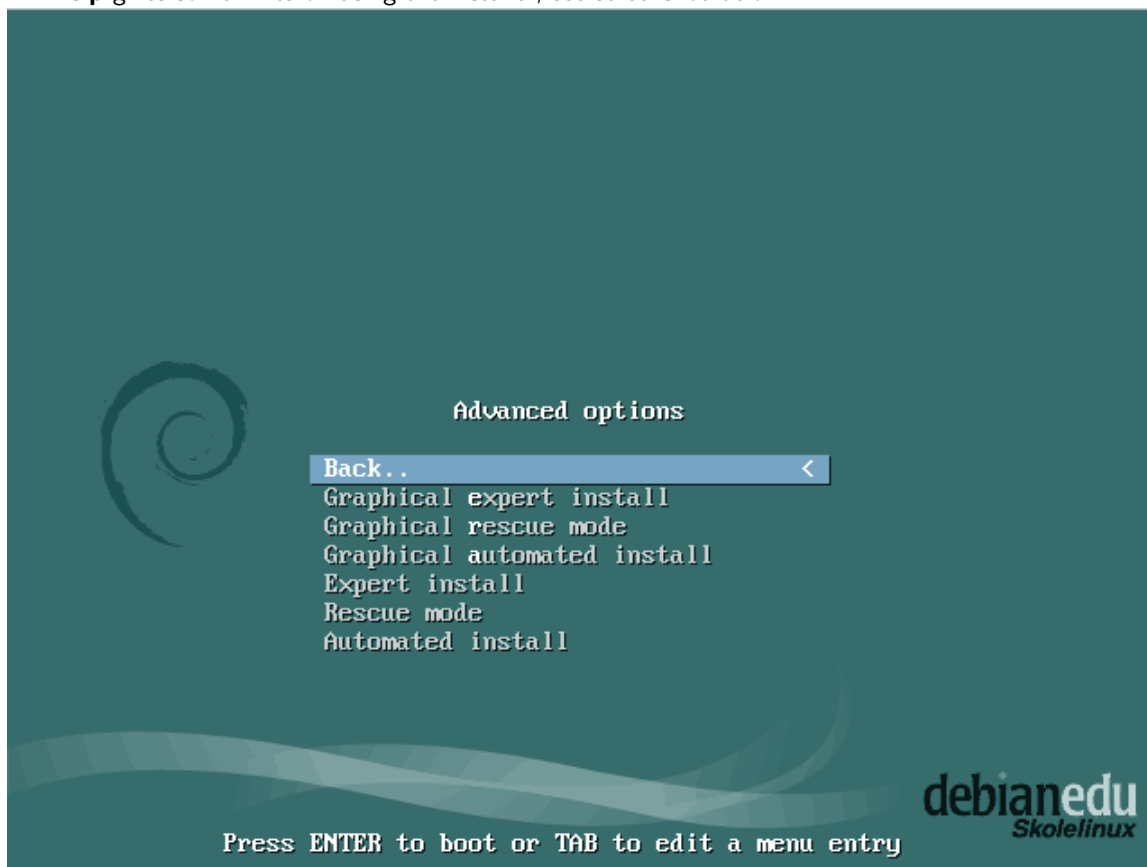 Advanced options
Back.. <
Graphical expert install
Graphical rescue mode
Graphical automated install
Expert install
Rescue mode
Automated install
debianedu
Skolelinux
Press ENTER to boot or TAB to edit a menu entry